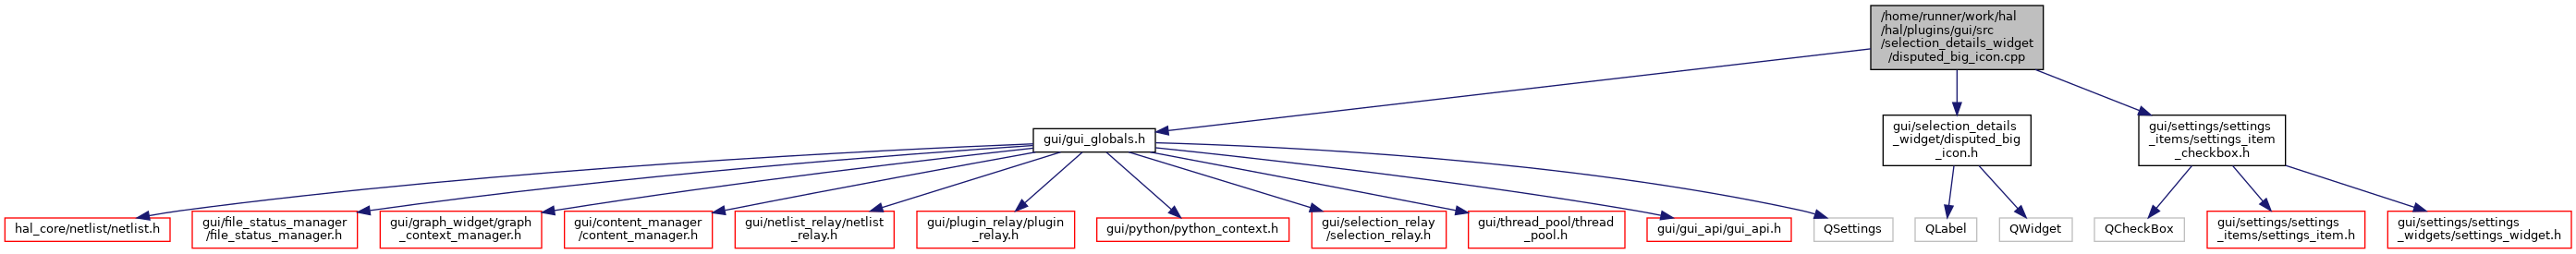 /home/runner/work/hal
/hal/plugins/gui/src
/selection_details_widget
/disputed_big_icon.cpp
gui/gui_globals.h
gui/selection_details
_widget/disputed_big
_icon.h
gui/settings/settings
_items/settings_item
_checkbox.h
hal_core/netlist/netlist.h
gui/file_status_manager
/file_status_manager.h
gui/graph_widget/graph
_context_manager.h
gui/content_manager
/content_manager.h
gui/netlist_relay/netlist
_relay.h
gui/plugin_relay/plugin
_relay.h
gui/python/python_context.h
gui/selection_relay
/selection_relay.h
gui/thread_pool/thread
_pool.h
gui/gui_api/gui_api.h
QSettings
QLabel
QWidget
QCheckBox
gui/settings/settings
_items/settings_item.h
gui/settings/settings
_widgets/settings_widget.h